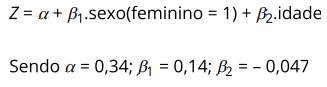 Z = α + β₁.sexo(feminino = 1) + β₂.idade
Sendo α = 0,34; β₁ = 0,14; β₂ = – 0,047